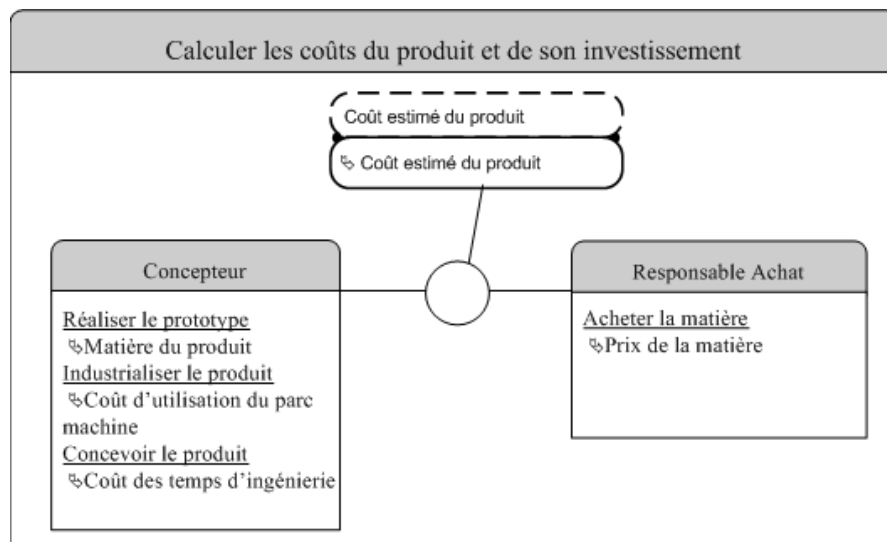 Calculer les coûts du produit et de son investissement
Coût estimé du produit
Coût estimé du produit
Concepteur
Réaliser le prototype
Matière du produit
Industrialiser le produit
Coût d'utilisation du parc
machine
Concevoir le produit
Coût des temps d'ingénierie
Responsable Achat
Acheter la matière
Prix de la matière